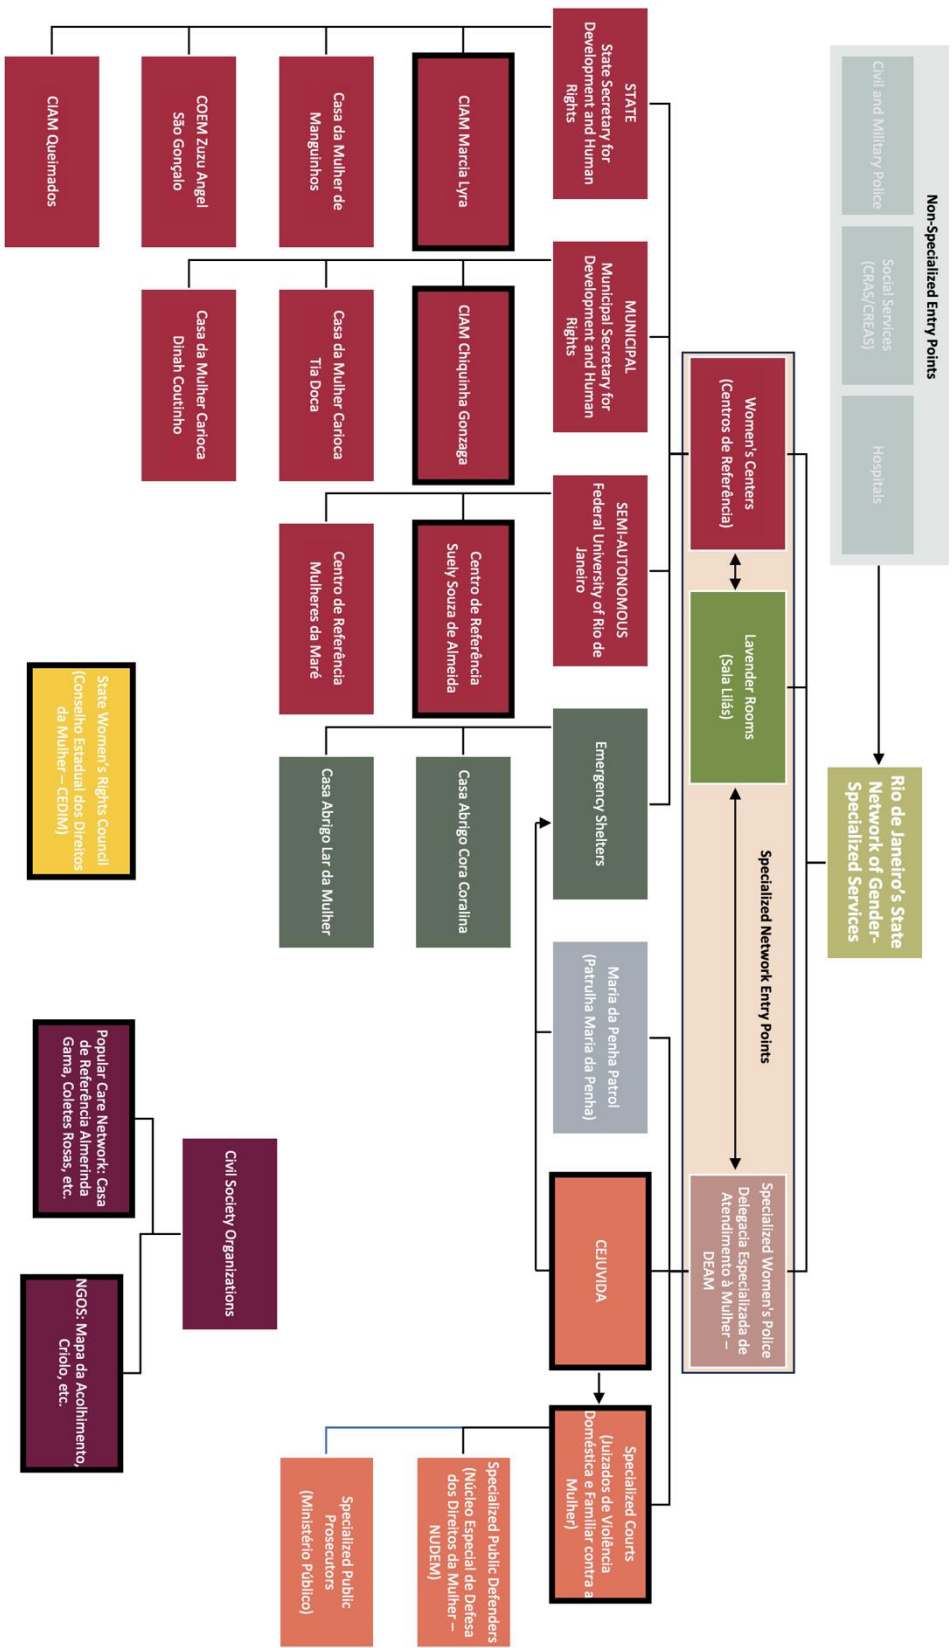 Non-Specialized Entry Points
Civil and Military Police
Social Services
(CRAS/CREAS)
Hospitals
Rio de Janeiro's State
Network of Gender-
Specialized Services
Specialized Network Entry Points
Women's Centers
(Centros de Referência)
Lavender Rooms
(Sala Lilás)
Specialized Women's Police
Delegacia Especializada de
Atendimento à Mulher –
DEAM
STATE
State Secretary for
Development and Human
Rights
MUNICIPAL
Municipal Secretary for
Development and Human
Rights
SEMI-AUTONOMOUS
Federal University of Rio de
Janeiro
Emergency Shelters
Maria da Penha Patrol
(Patrulha Maria da Penha)
CEJUVIDA
Specialized Courts
(Juizados de Violência
Doméstica e Familiar contra a
Mulher)
CIAM Marcia Lyra
Casa da Mulher de
Manguinhos
COEM Zuzu Angel
São Gonçalo
CIAM Queimados
CIAM Chiquinha Gonzaga
Casa da Mulher Carioca
Tia Doca
Casa da Mulher Carioca
Dinah Coutinho
Centro de Referência
Suely Souza de Almeida
Centro de Referência
Mulheres da Maré
Casa Abrigo Cora Coralina
Casa Abrigo Lar da Mulher
Specialized Public Defenders
(Núcleo Especial de Defesa
dos Direitos da Mulher –
NUDEM)
Specialized Public
Prosecutors
(Ministério Público)
State Women's Rights Council
(Conselho Estadual dos Direitos
da Mulher – CEDIM)
Civil Society Organizations
Popular Care Network: Casa
de Referência Almerinda
Gama, Coletes Rosas, etc.
NGOS: Mapa da Acolhimento,
Criolo, etc.